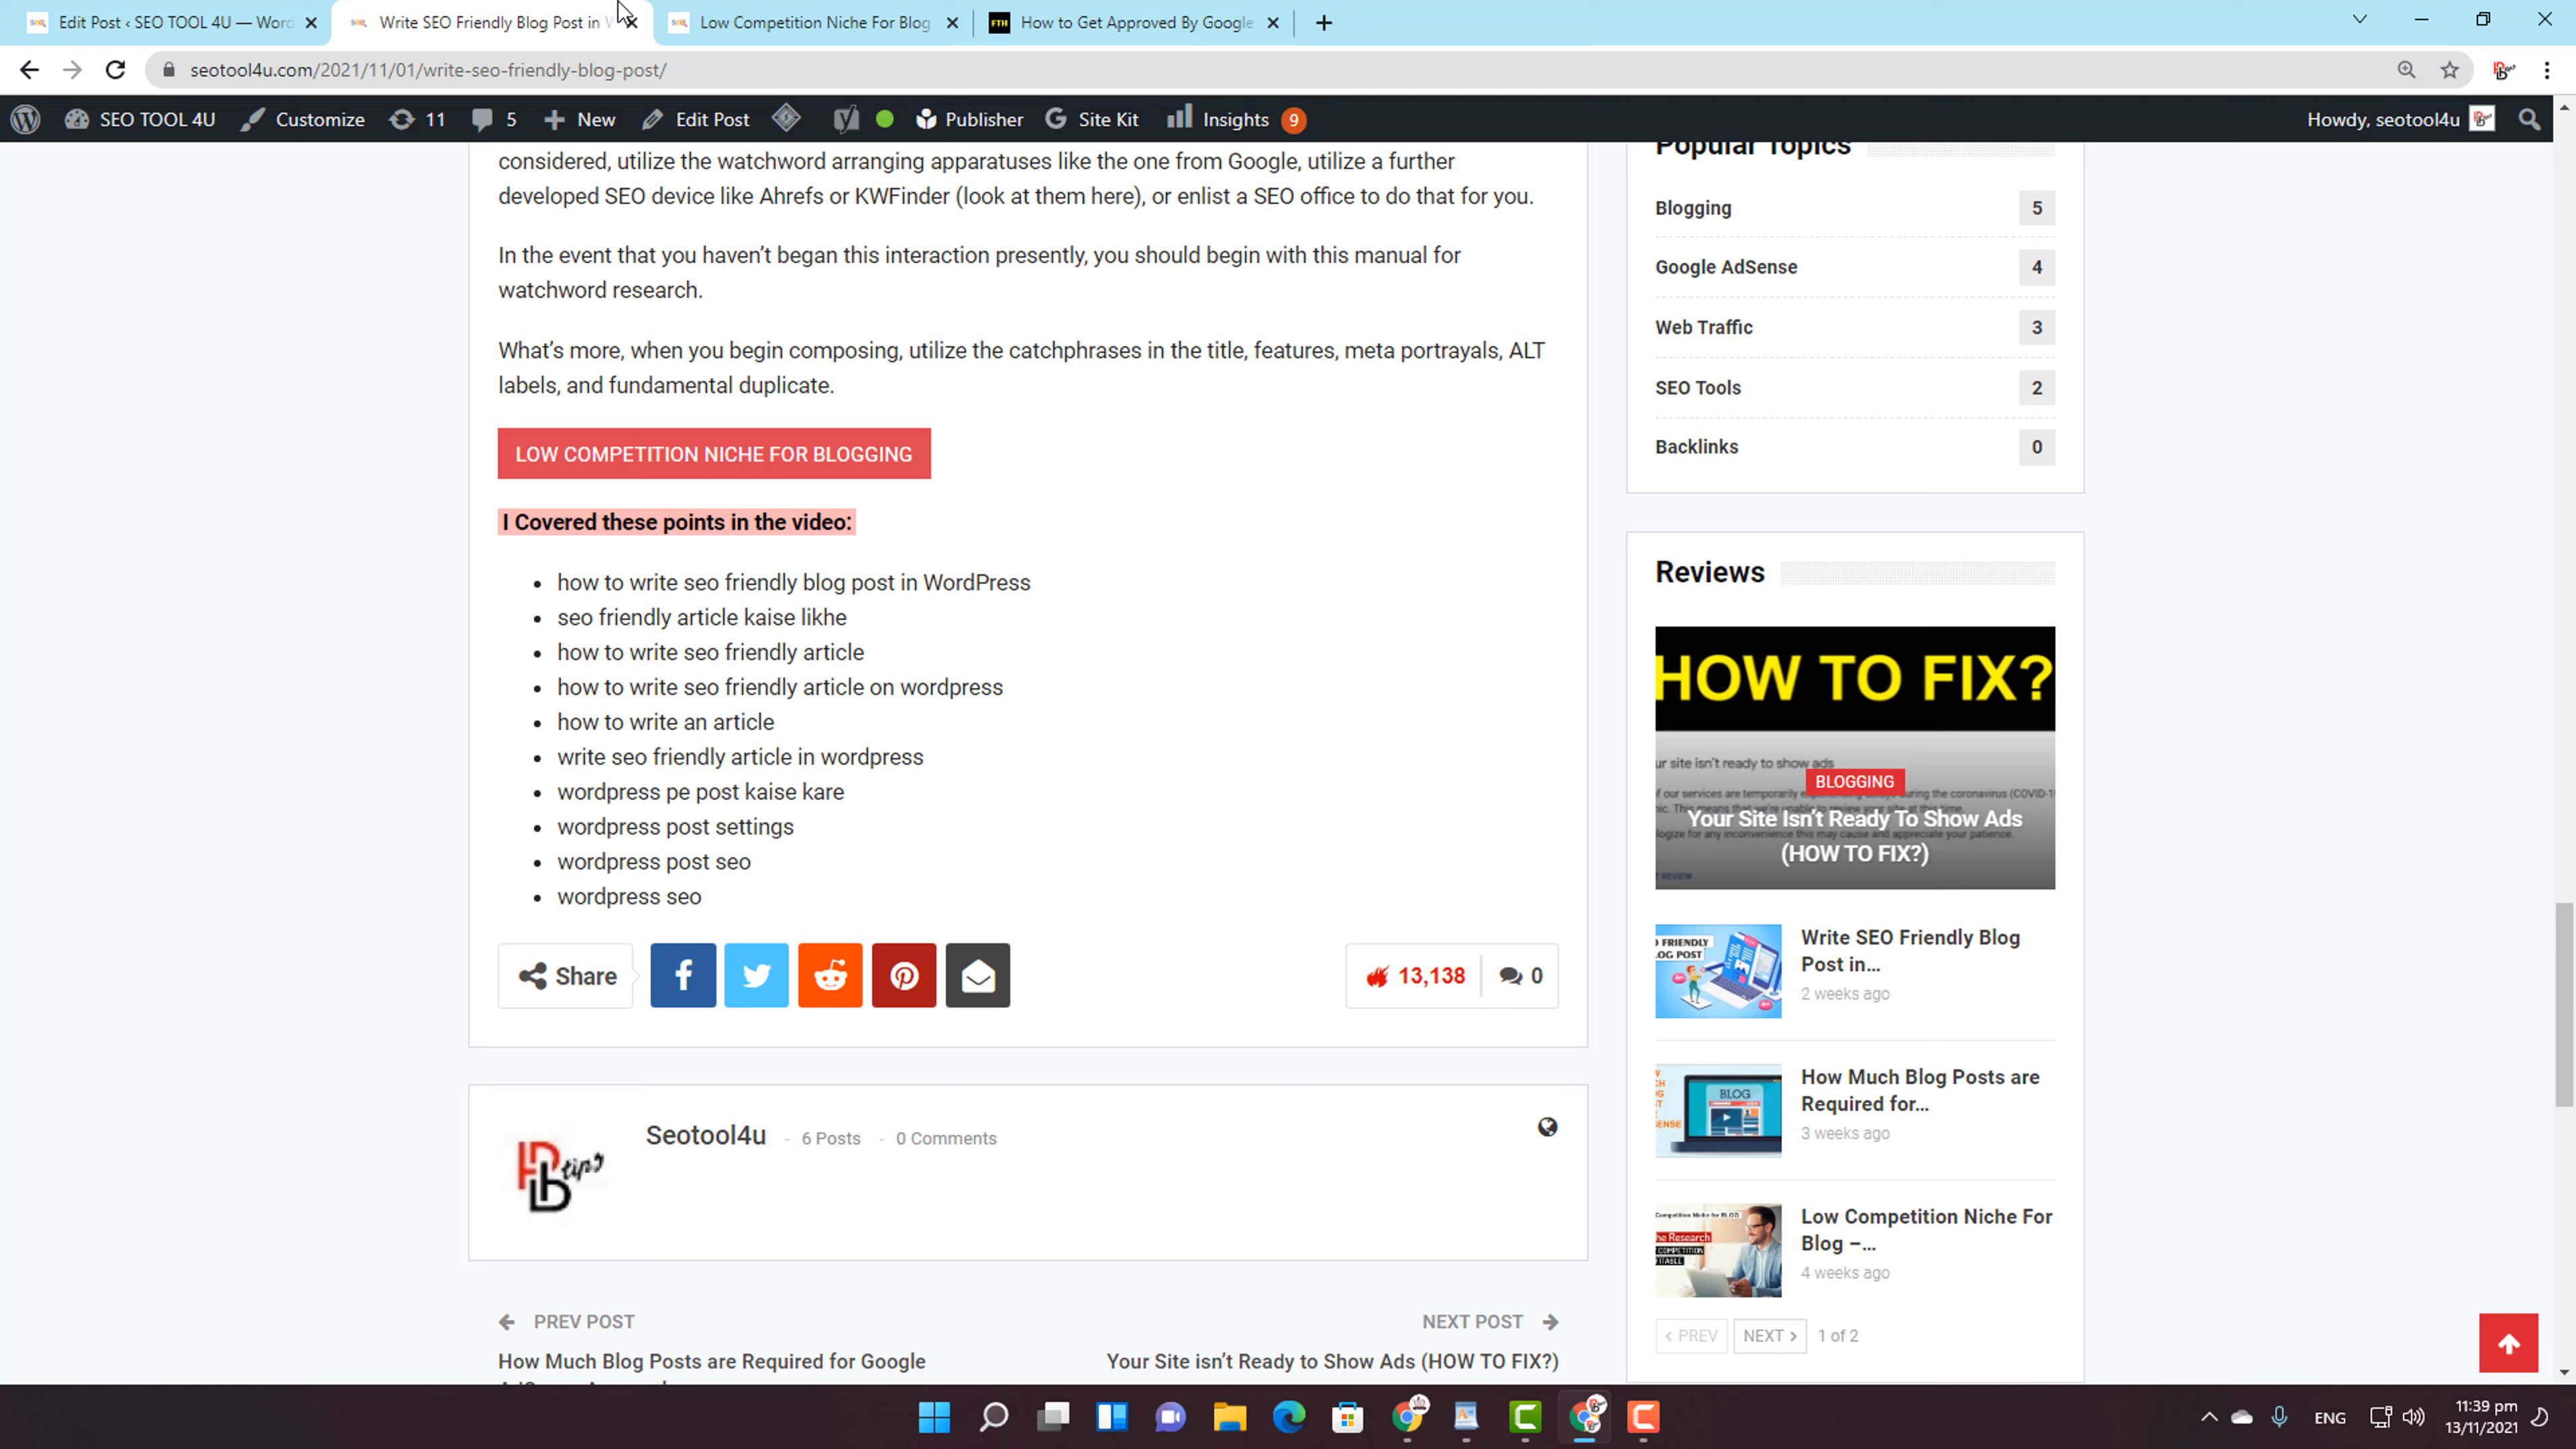 Edit Post ‹ SEO TOOL 4U — Word
Write SEO Friendly Blog Post in W
Low Competition Niche For Blog
FTH How to Get Approved By Google
seotool4u.com/2021/11/01/write-seo-friendly-blog-post/
SEO TOOL 4U Customize 11 5 New Edit Post Publisher Site Kit Insights 9 Howdy, seotool4u
considered, utilize the watchword arranging apparatuses like the one from Google, utilize a further
developed SEO device like Ahrefs or KWFinder (look at them here), or enlist a SEO office to do that for you.
In the event that you haven't began this interaction presently, you should begin with this manual for
watchword research.
What's more, when you begin composing, utilize the catchphrases in the title, features, meta portrayals, ALT
labels, and fundamental duplicate.
LOW COMPETITION NICHE FOR BLOGGING
I Covered these points in the video:
how to write seo friendly blog post in WordPress
seo friendly article kaise likhe
how to write seo friendly article
how to write seo friendly article on wordpress
how to write an article
write seo friendly article in wordpress
wordpress pe post kaise kare
wordpress post settings
wordpress post seo
wordpress seo
Share
13,138 0
Seotool4u - 6 Posts - 0 Comments
PREV POST
How Much Blog Posts are Required for Google
NEXT POST
Your Site isn't Ready to Show Ads (HOW TO FIX?)
Popular Topics
Blogging 5
Google AdSense 4
Web Traffic 3
SEO Tools 2
Backlinks 0
Reviews
HOW TO FIX?
ur site isn't ready to show ads
BLOGGING
Your Site Isn't Ready To Show Ads
(HOW TO FIX?)
Write SEO Friendly Blog
Post in...
2 weeks ago
BLOG
How Much Blog Posts are
Required for...
3 weeks ago
Competition Niche for BLOG
Low Competition Niche For
Blog –...
4 weeks ago
PREV NEXT 1 of 2
ENG
11:39 pm
13/11/2021